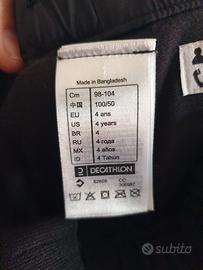 Made in Bangladesh
Cm 98-104
中国 100/50
EU 4 ans
US 4 years
BR 4
RU 4 года
MX 4 años
ID 4 Tahun
DECATHLON
CC
subito